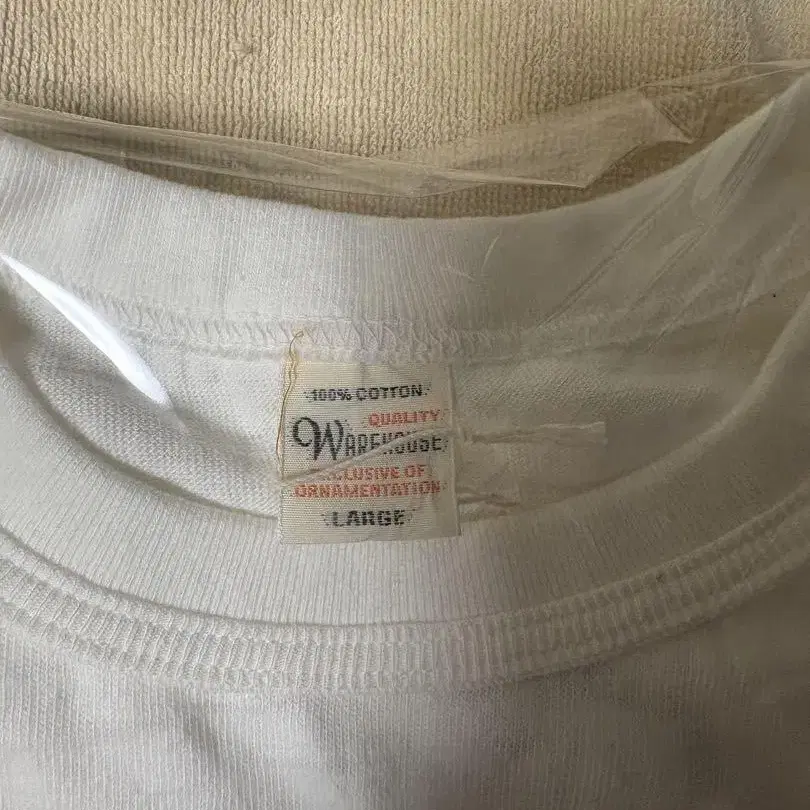 100% COTTON
QUALITY
WAREHOUSE
EXCLUSIVE OF
ORNAMENTATION
LARGE